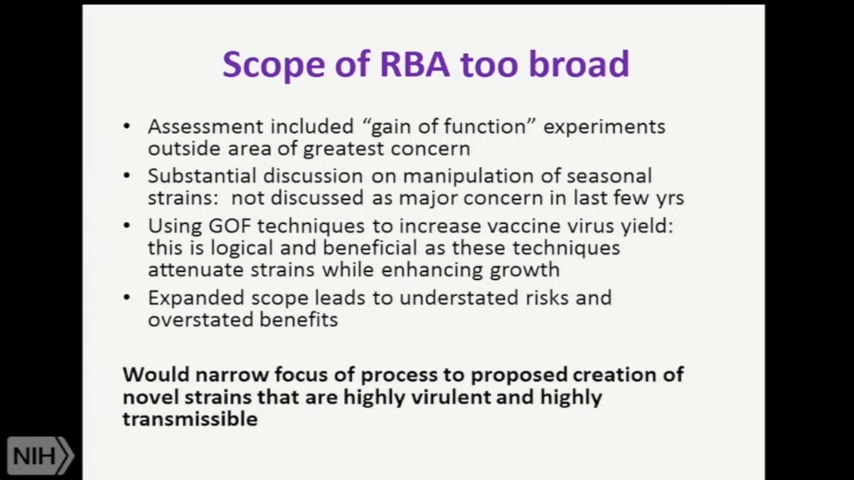 Scope of RBA too broad
• Assessment included “gain of function” experiments
outside area of greatest concern
• Substantial discussion on manipulation of seasonal
strains: not discussed as major concern in last few yrs
• Using GOF techniques to increase vaccine virus yield:
this is logical and beneficial as these techniques
attenuate strains while enhancing growth
• Expanded scope leads to understated risks and
overstated benefits
Would narrow focus of process to proposed creation of
novel strains that are highly virulent and highly
transmissible
NIH